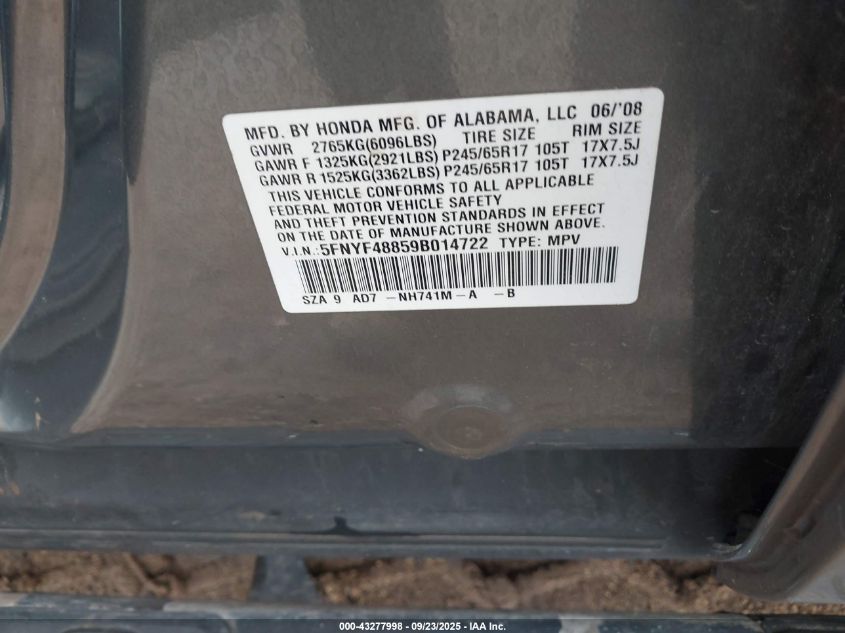 MFD. BY HONDA MFG. OF ALABAMA, LLC 06/'08
GVWR 2765KG(6096LBS) TIRE SIZE RIM SIZE
GAWR F 1325KG(2921LBS) P245/65R17 105T 17X7.5J
GAWR R 1525KG(3362LBS) P245/65R17 105T 17X7.5J
THIS VEHICLE CONFORMS TO ALL APPLICABLE
FEDERAL MOTOR VEHICLE SAFETY
AND THEFT PREVENTION STANDARDS IN EFFECT
ON THE DATE OF MANUFACTURE SHOWN ABOVE.
V.I.N.:5FNYF48859B014722 TYPE: MPV
SZA 9 AD7 -NH741M-A -B
000-43277998 - 09/23/2025 - IAA Inc.